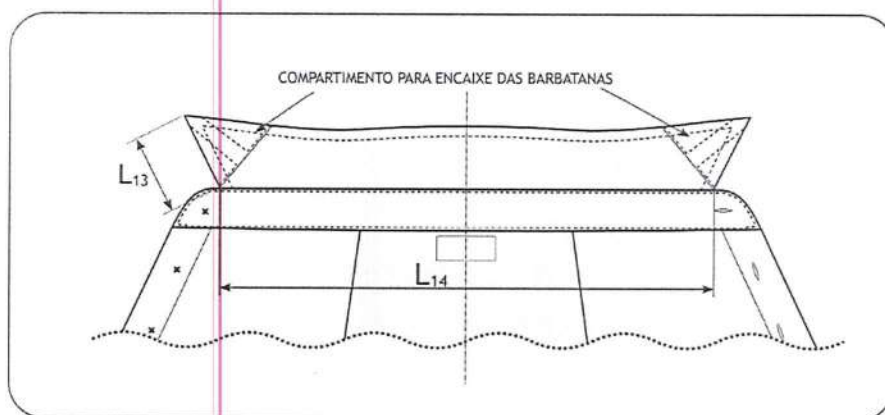 COMPARTIMENTO PARA ENCAIXE DAS BARBATANAS
L13
L14